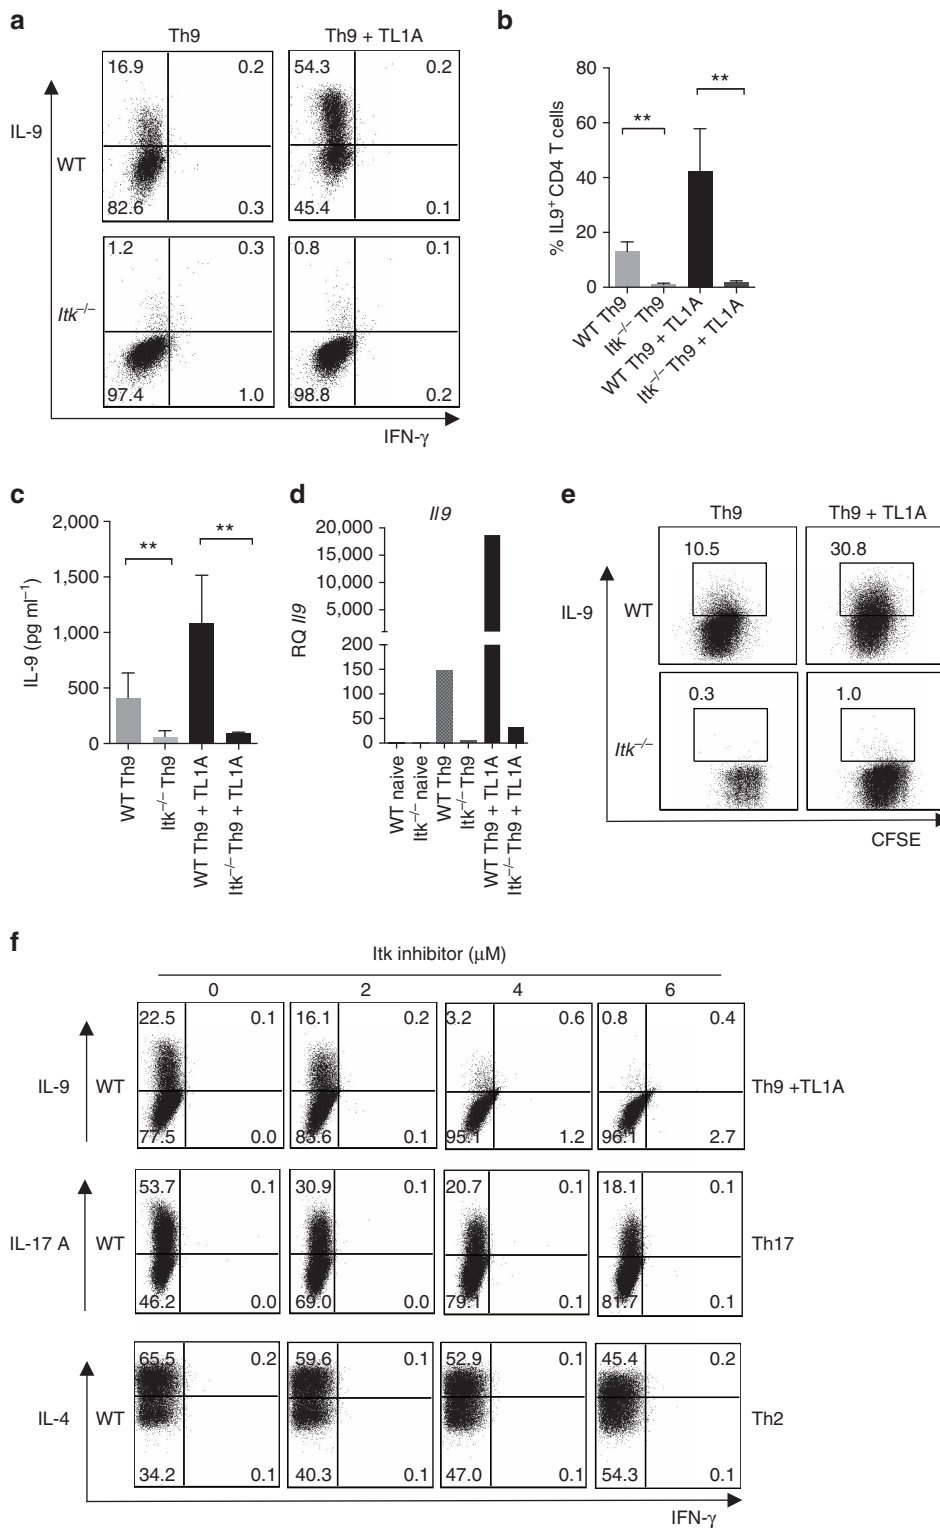 a
Th9
Th9 + TL1A
16.9
0.2
54.3
0.2
IL-9
WT
82.6
0.3
45.4
0.1
1.2
0.3
0.8
0.1
Itk–/–
97.4
1.0
98.8
0.2
IFN-γ
b
80
60
40
20
0
% IL9+ CD4 T cells
**
**
WT Th9
Itk–/– Th9
WT Th9 + TL1A
Itk–/– Th9 + TL1A
c
2,000
1,500
1,000
500
0
IL-9 (pg ml–1)
**
**
WT Th9
Itk–/– Th9
WT Th9 + TL1A
Itk–/– Th9 + TL1A
d
Il9
20,000
15,000
10,000
5,000
200
150
100
50
0
RQ Il9
WT naive
Itk–/– naive
WT Th9
Itk–/– Th9
WT Th9 + TL1A
Itk–/– Th9 + TL1A
e
Th9
Th9 + TL1A
10.5
30.8
IL-9
WT
0.3
1.0
Itk–/–
CFSE
f
Itk inhibitor (μM)
0
2
4
6
22.5
0.1
16.1
0.2
3.2
0.6
0.8
0.4
IL-9
WT
Th9 +TL1A
77.5
0.0
83.6
0.1
95.1
1.2
96.1
2.7
53.7
0.1
30.9
0.1
20.7
0.1
18.1
0.1
IL-17 A
WT
Th17
46.2
0.0
69.0
0.0
79.1
0.1
81.7
0.1
65.5
0.2
59.6
0.1
52.9
0.1
45.4
0.2
IL-4
WT
Th2
34.2
0.1
40.3
0.1
47.0
0.1
54.3
0.1
IFN-γ